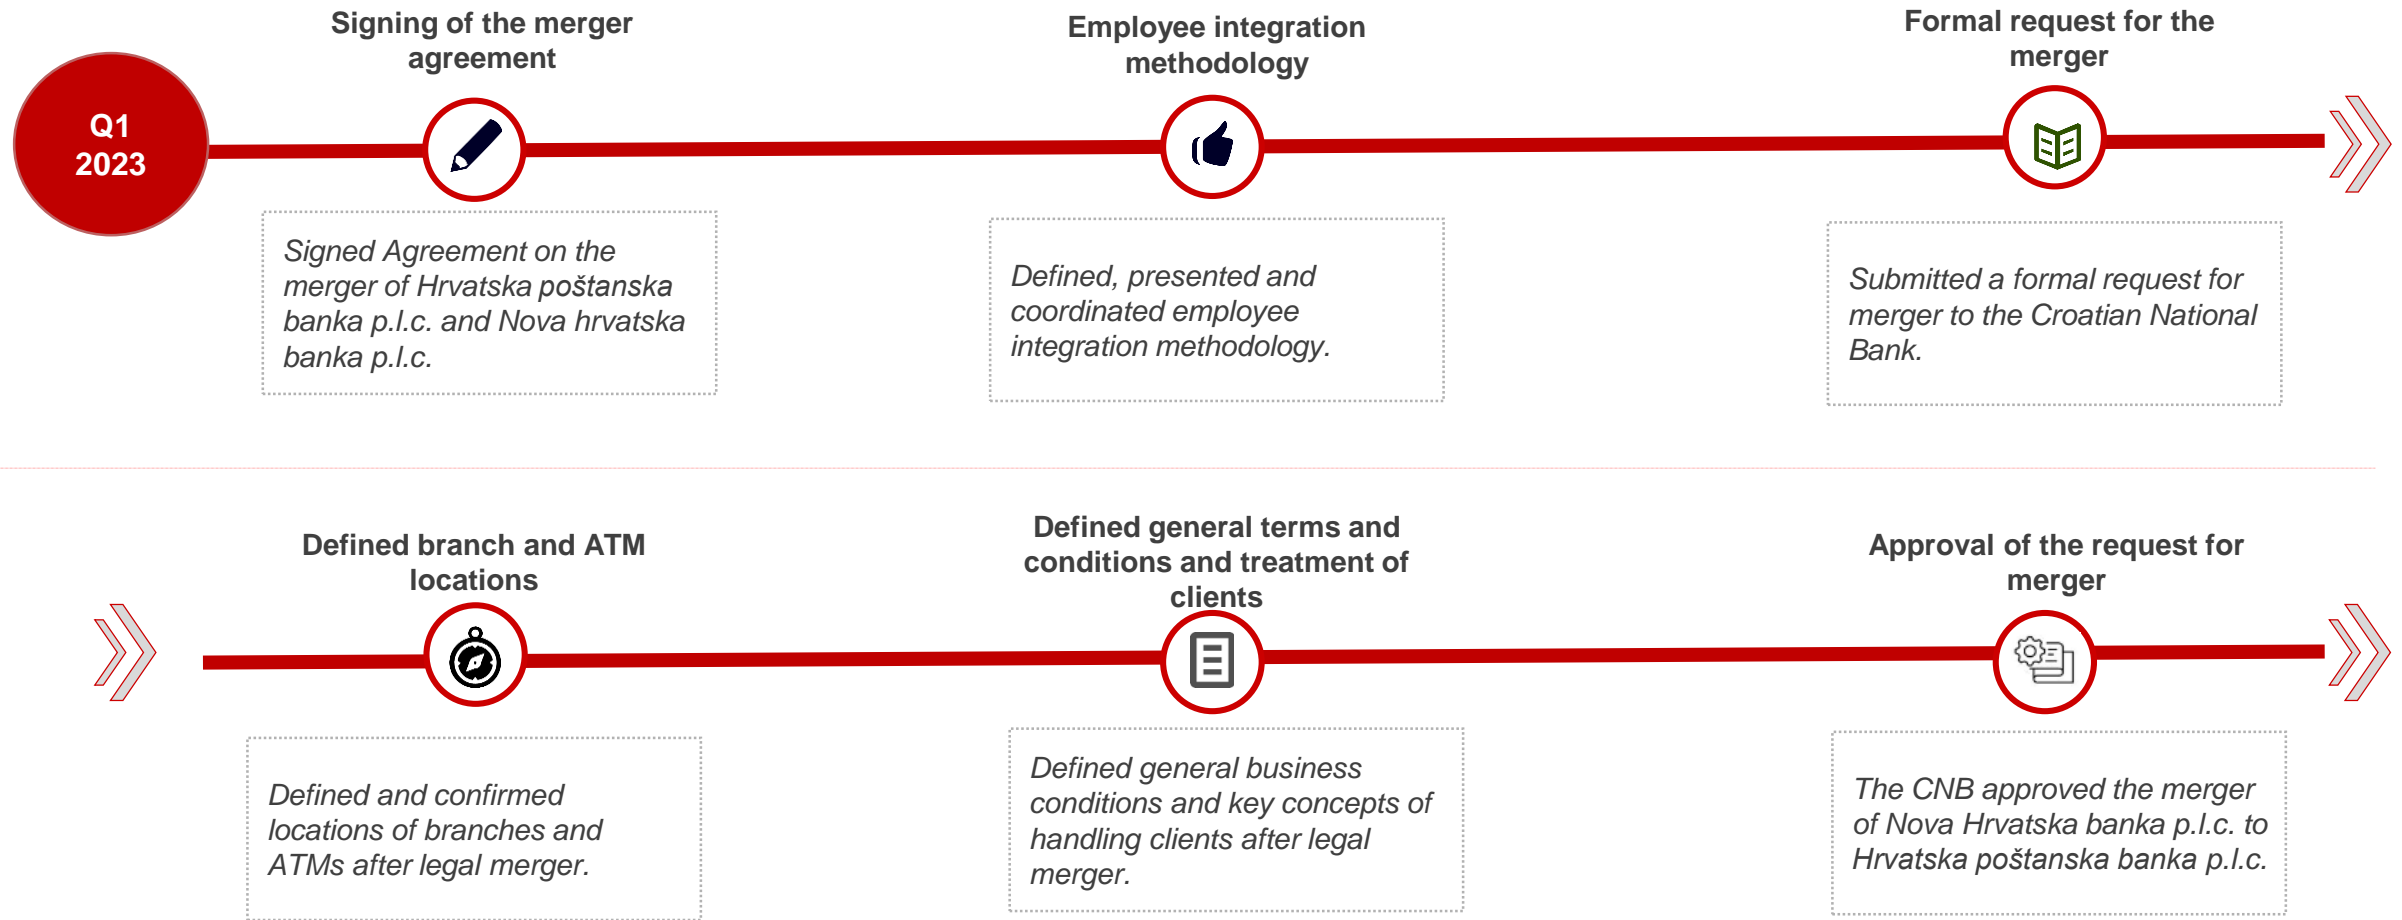 Q1
2023
Signing of the merger
agreement
Signed Agreement on the
merger of Hrvatska poštanska
banka p.l.c. and Nova hrvatska
banka p.l.c.
Employee integration
methodology
Defined, presented and
coordinated employee
integration methodology.
Formal request for the
merger
Submitted a formal request for
merger to the Croatian National
Bank.
Defined branch and ATM
locations
Defined and confirmed
locations of branches and
ATMs after legal merger.
Defined general terms and
conditions and treatment of
clients
Defined general business
conditions and key concepts of
handling clients after legal
merger.
Approval of the request for
merger
The CNB approved the merger
of Nova Hrvatska banka p.l.c. to
Hrvatska poštanska banka p.l.c.